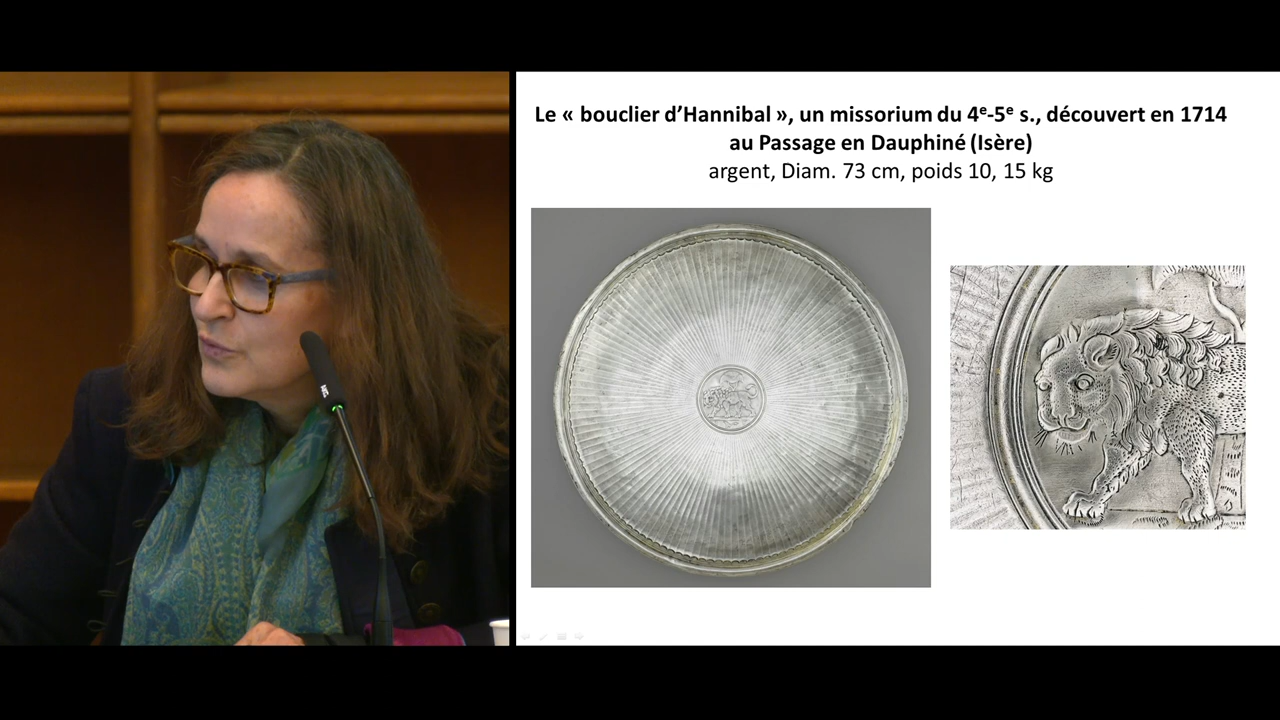 Le « bouclier d’Hannibal », un missorium du 4e-5e s., découvert en 1714
au Passage en Dauphiné (Isère)
argent, Diam. 73 cm, poids 10, 15 kg